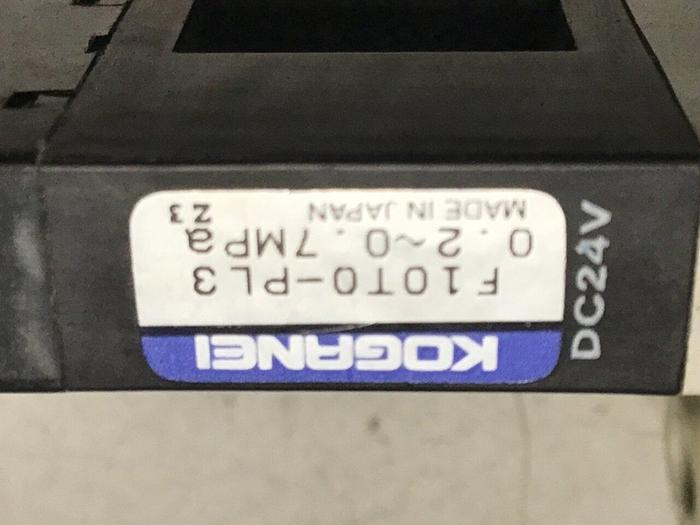 KOGANEI
F10T0-PL3
0.2~0.7MPa
MADE IN JAPAN Z3
DC24V